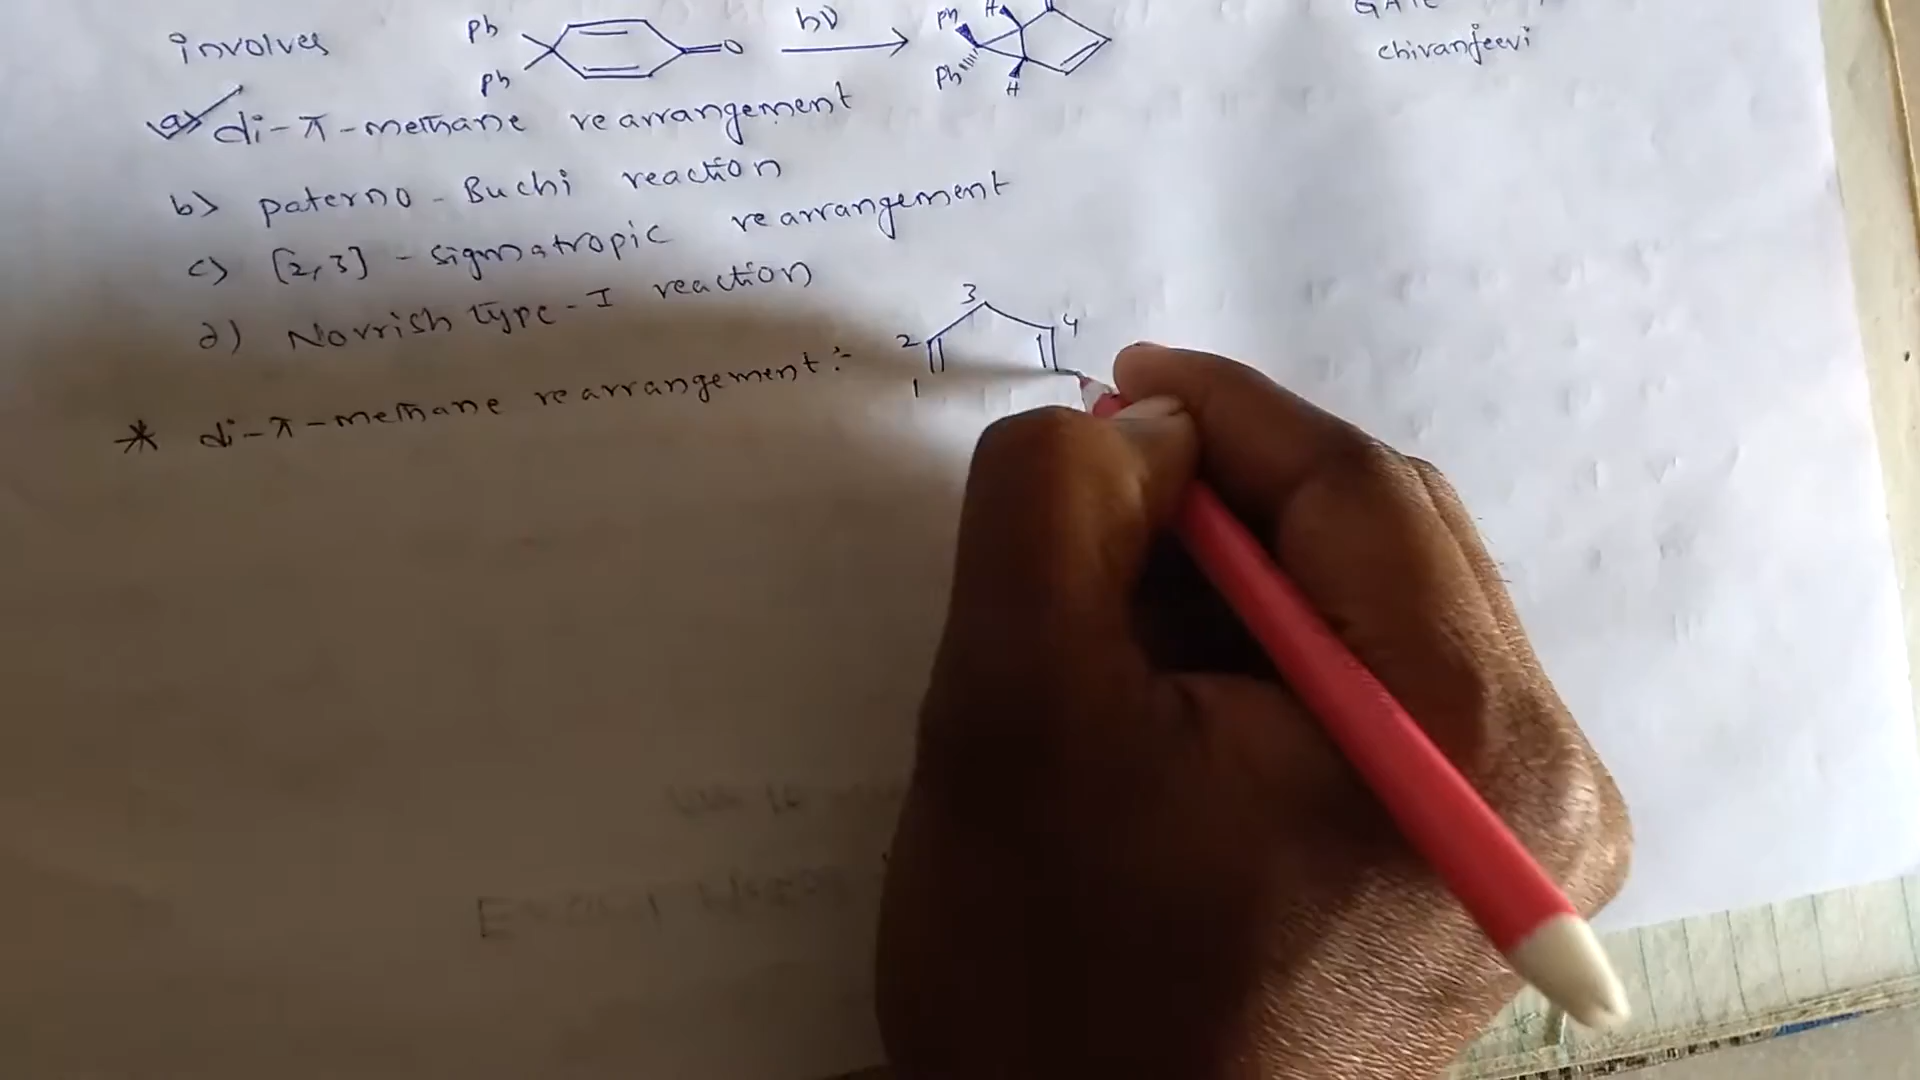 involves Ph Ph O hν Ph H Ph H
chiranjeevi
a) di-π-methane rearrangement
b) paterno-Buchi reaction
c) [2,3]-sigmatropic rearrangement
d) Norrish type-I reaction
* di-π-methane rearrangement :- 1 2 3 4